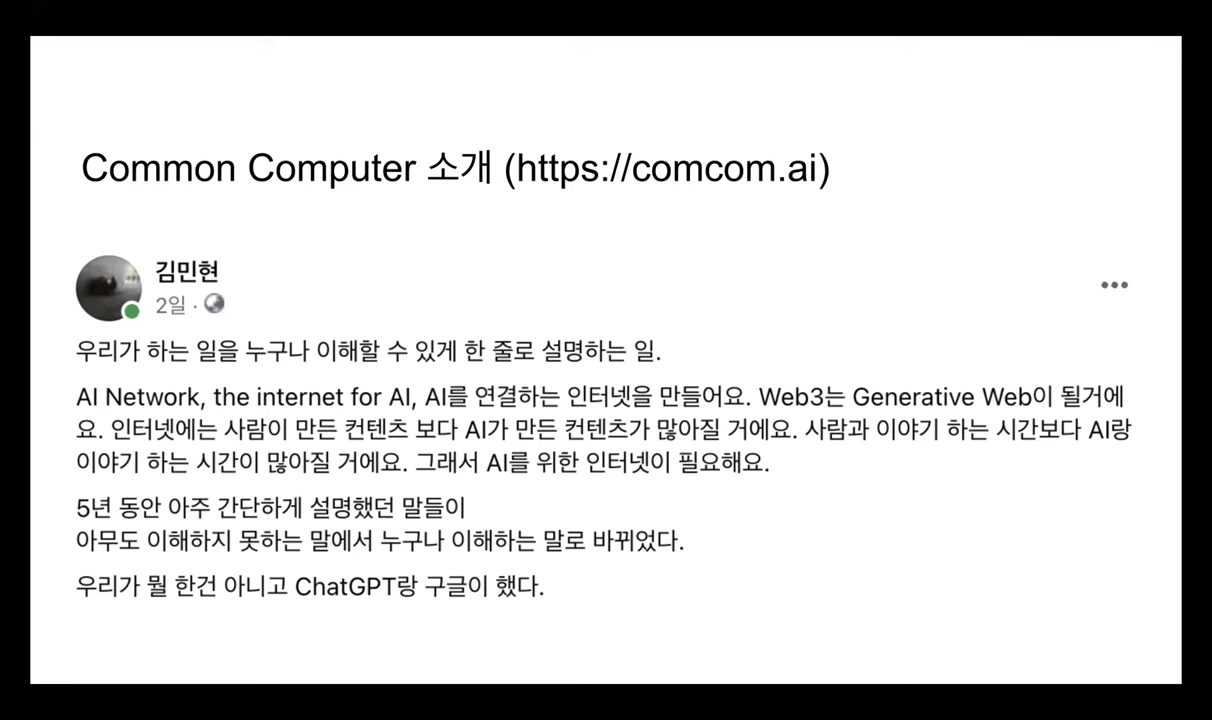 Common Computer 소개 (https://comcom.ai)
김민현
2일 ·
우리가 하는 일을 누구나 이해할 수 있게 한 줄로 설명하는 일.
AI Network, the internet for AI, AI를 연결하는 인터넷을 만들어요. Web3는 Generative Web이 될거에
요. 인터넷에는 사람이 만든 컨텐츠 보다 AI가 만든 컨텐츠가 많아질 거에요. 사람과 이야기 하는 시간보다 AI랑
이야기 하는 시간이 많아질 거에요. 그래서 AI를 위한 인터넷이 필요해요.
5년 동안 아주 간단하게 설명했던 말들이
아무도 이해하지 못하는 말에서 누구나 이해하는 말로 바뀌었다.
우리가 뭘 한건 아니고 ChatGPT랑 구글이 했다.